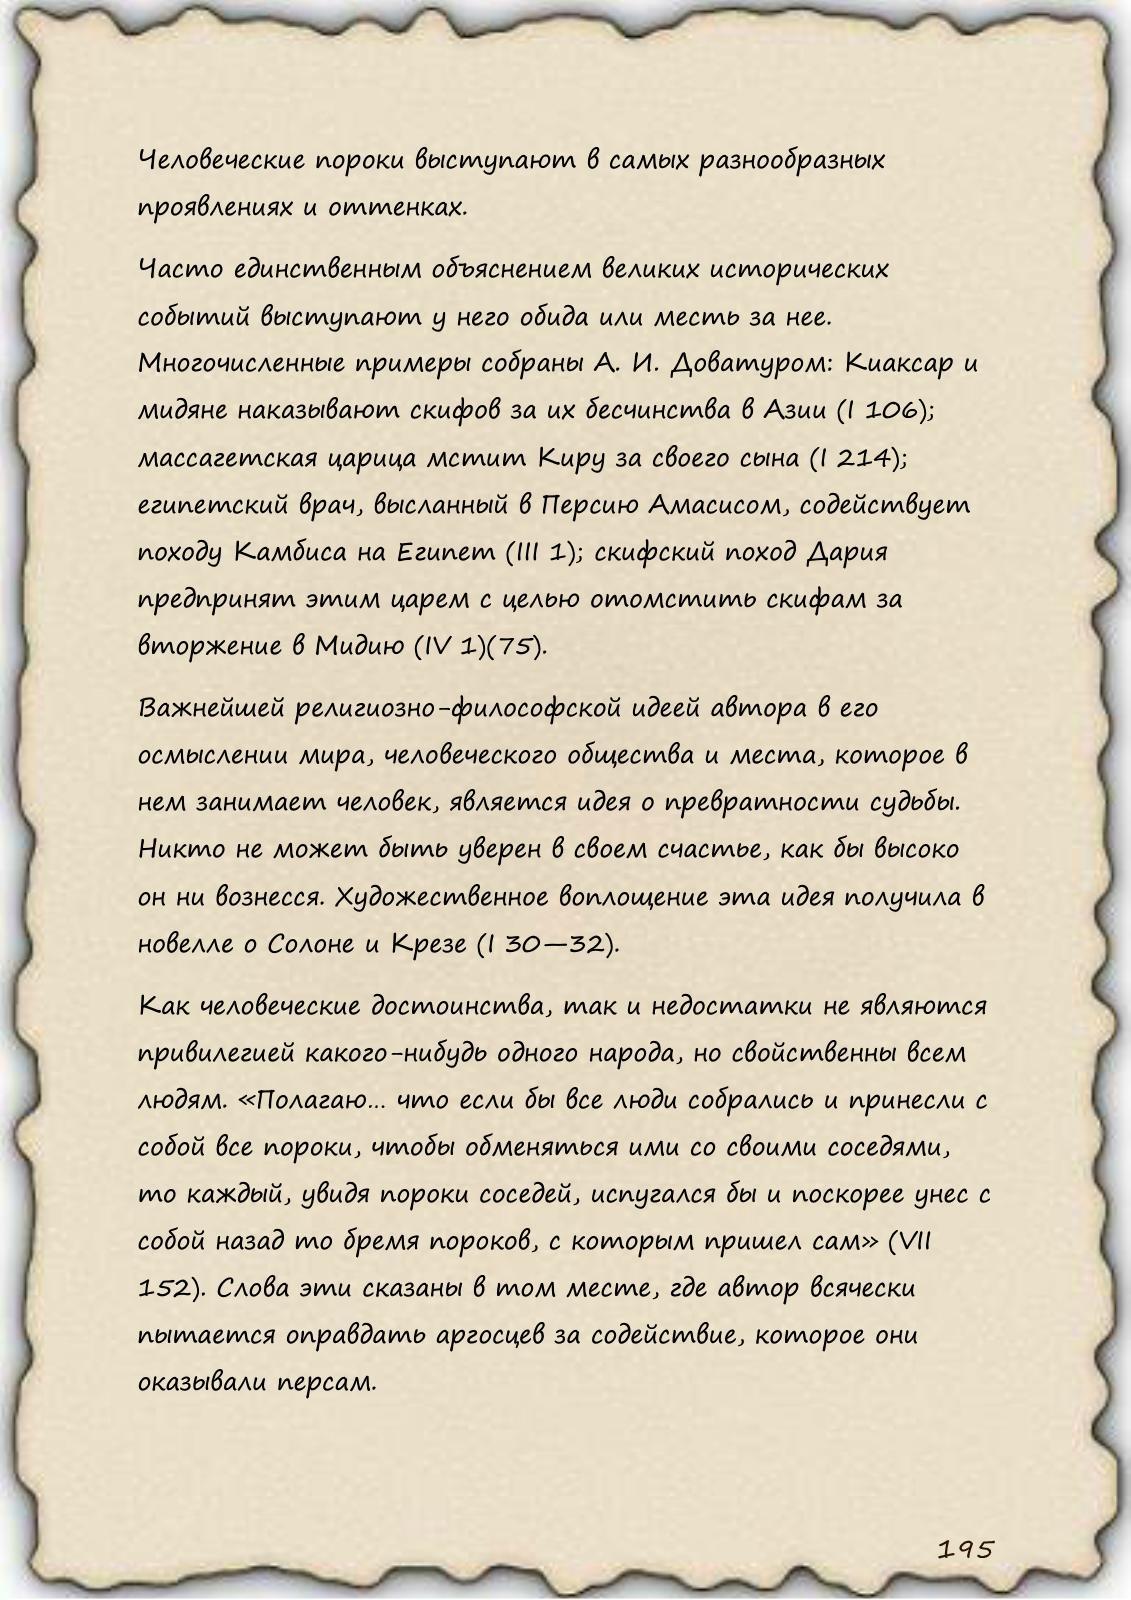 Человеческие пороки выступают в самых разнообразных
проявлениях и оттенках.
Часто единственным объяснением великих исторических
событий выступают у него обида или месть за нее.
Многочисленные примеры собраны А. И. Доватуром: Киаксар и
мидяне наказывают скифов за их бесчинства в Азии (I 106);
массагетская царица мстит Киру за своего сына (I 214);
египетский врач, высланный в Персию Амасисом, содействует
походу Камбиса на Египет (III 1); скифский поход Дария
предпринят этим царем с целью отомстить скифам за
вторжение в Мидию (IV 1)(75).
Важнейшей религиозно-философской идеей автора в его
осмыслении мира, человеческого общества и места, которое в
нем занимает человек, является идея о превратности судьбы.
Никто не может быть уверен в своем счастье, как бы высоко
он ни вознесся. Художественное воплощение эта идея получила в
новелле о Солоне и Крезе (I 30—32).
Как человеческие достоинства, так и недостатки не являются
привилегией какого-нибудь одного народа, но свойственны всем
людям. «Полагаю... что если бы все люди собрались и принесли с
собой все пороки, чтобы обменяться ими со своими соседями,
то каждый, увидя пороки соседей, испугался бы и поскорее унес с
собой назад то бремя пороков, с которым пришел сам» (VII
152). Слова эти сказаны в том месте, где автор всячески
пытается оправдать аргосцев за содействие, которое они
оказывали персам.
195